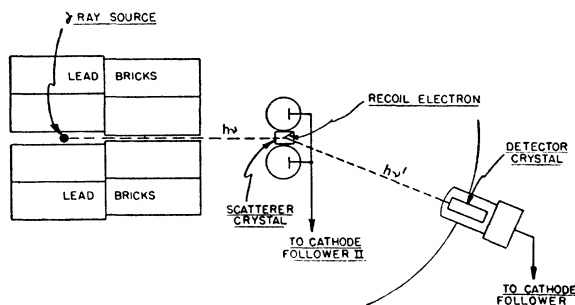 γ RAY SOURCE
LEAD BRICKS
hν
RECOIL ELECTRON
DETECTOR
CRYSTAL
hν'
SCATTERER
CRYSTAL
LEAD BRICKS
TO CATHODE
FOLLOWER II
TO CATHODE
FOLLOWER